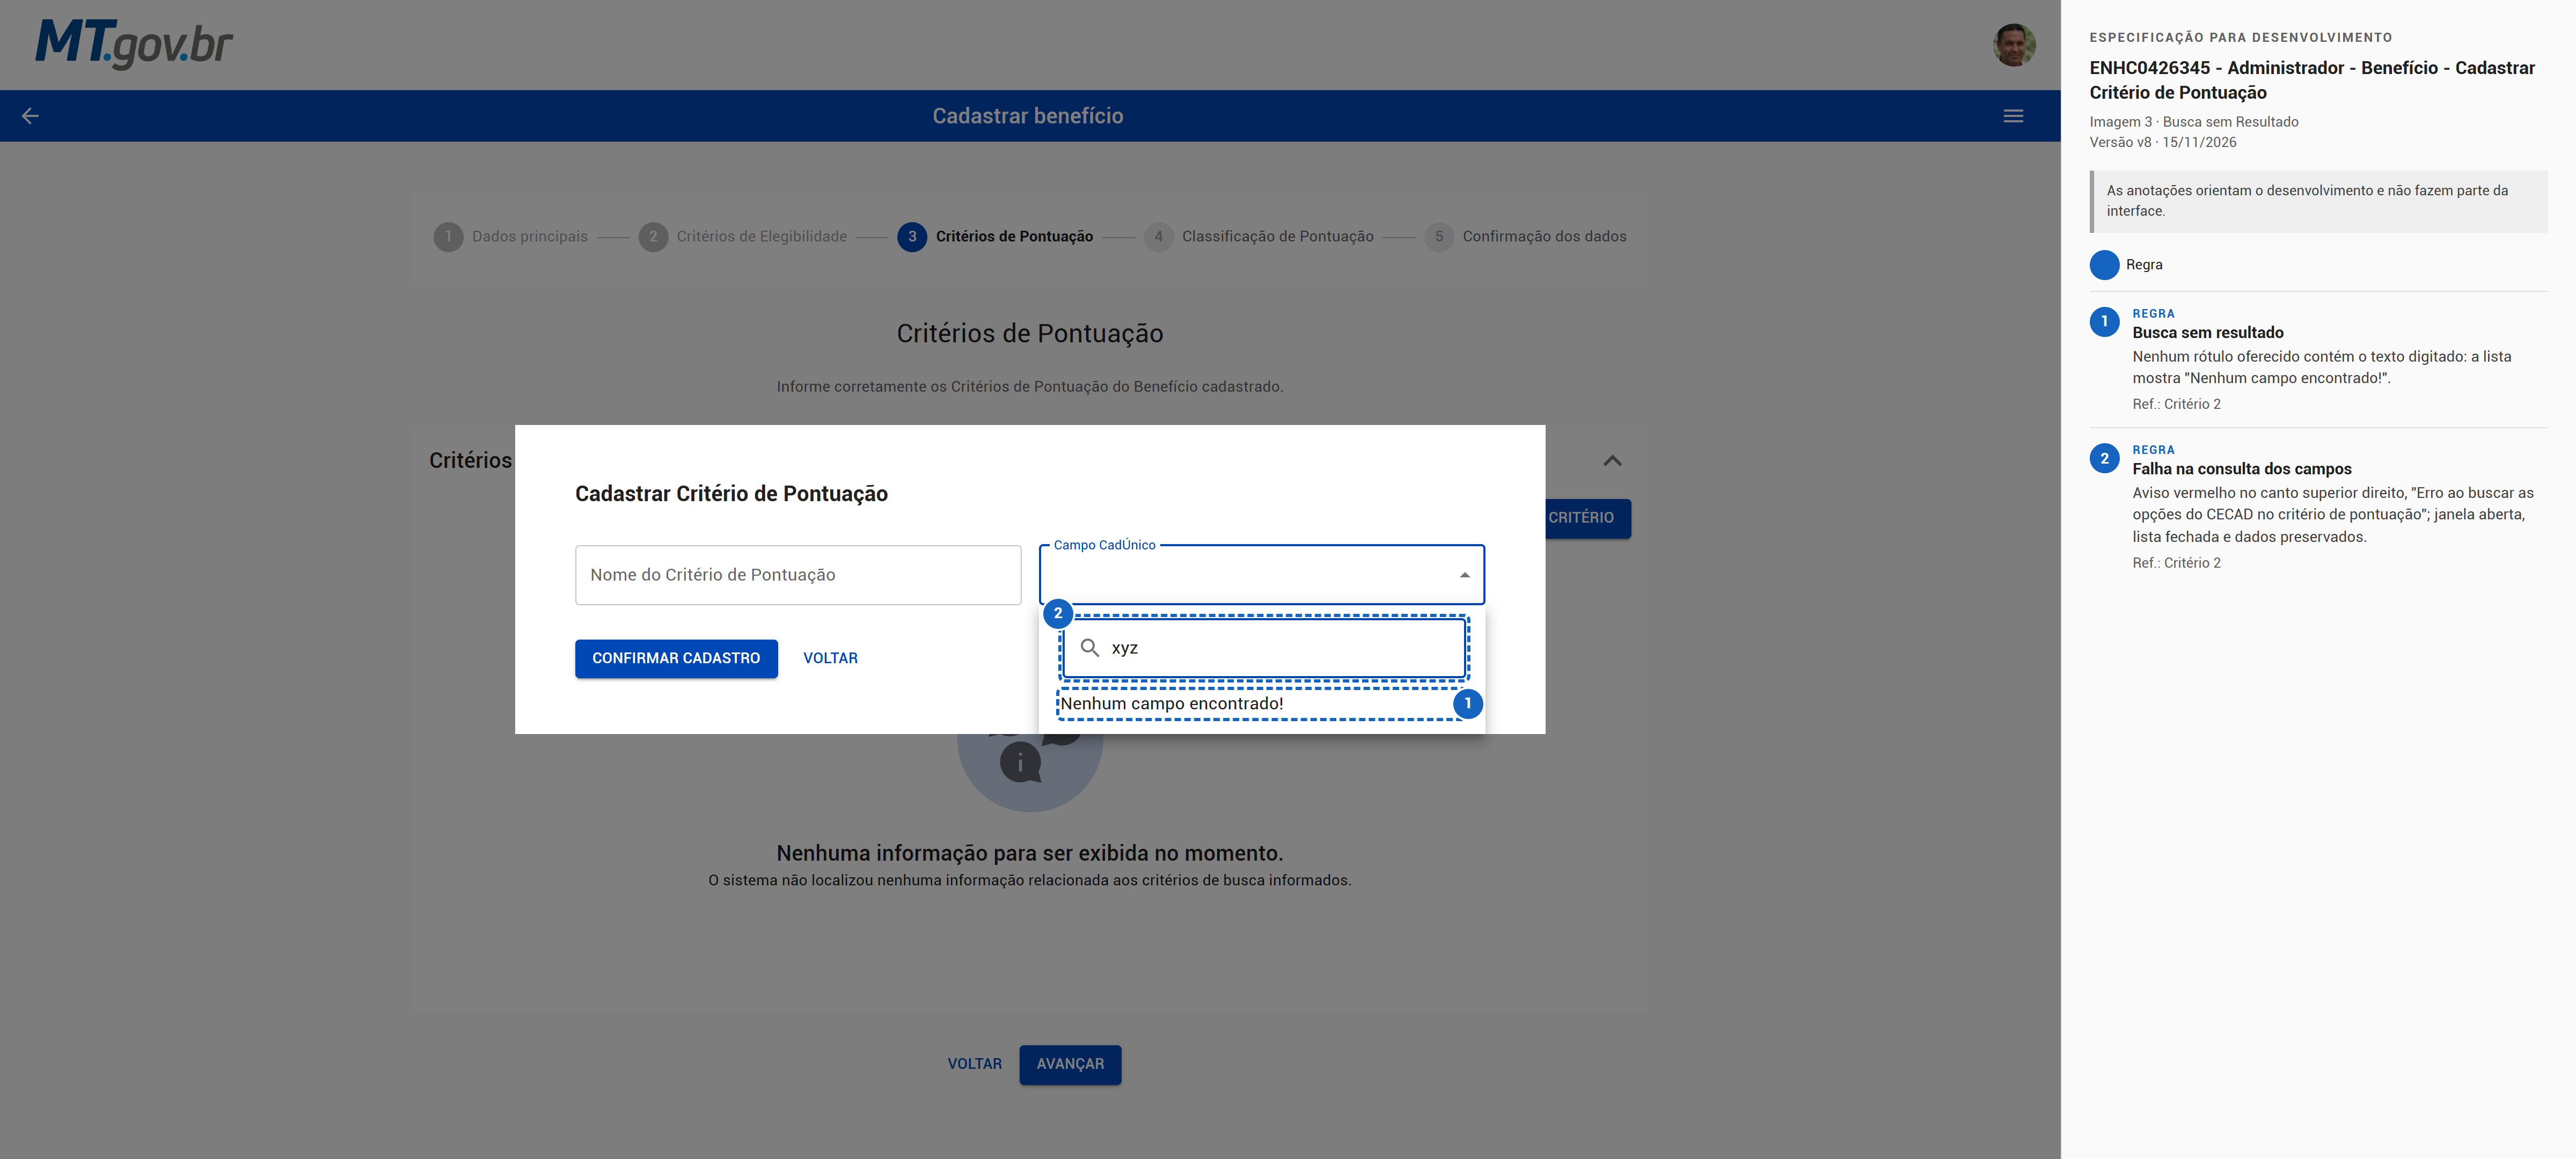 MT.gov.br
Cadastrar benefício
1 Dados principais 2 Critérios de Elegibilidade 3 Critérios de Pontuação 4 Classificação de Pontuação 5 Confirmação dos dados
Critérios de Pontuação
Informe corretamente os Critérios de Pontuação do Benefício cadastrado.
Critérios
CRITÉRIO
Cadastrar Critério de Pontuação
Nome do Critério de Pontuação
Campo CadÚnico
2
xyz
Nenhum campo encontrado!
1
CONFIRMAR CADASTRO VOLTAR
Nenhuma informação para ser exibida no momento.
O sistema não localizou nenhuma informação relacionada aos critérios de busca informados.
VOLTAR AVANÇAR
ESPECIFICAÇÃO PARA DESENVOLVIMENTO
ENHC0426345 - Administrador - Benefício - Cadastrar
Critério de Pontuação
Imagem 3 · Busca sem Resultado
Versão v8 · 15/11/2026
As anotações orientam o desenvolvimento e não fazem parte da
interface.
Regra
1 REGRA
Busca sem resultado
Nenhum rótulo oferecido contém o texto digitado: a lista
mostra "Nenhum campo encontrado!".
Ref.: Critério 2
2 REGRA
Falha na consulta dos campos
Aviso vermelho no canto superior direito, "Erro ao buscar as
opções do CECAD no critério de pontuação"; janela aberta,
lista fechada e dados preservados.
Ref.: Critério 2